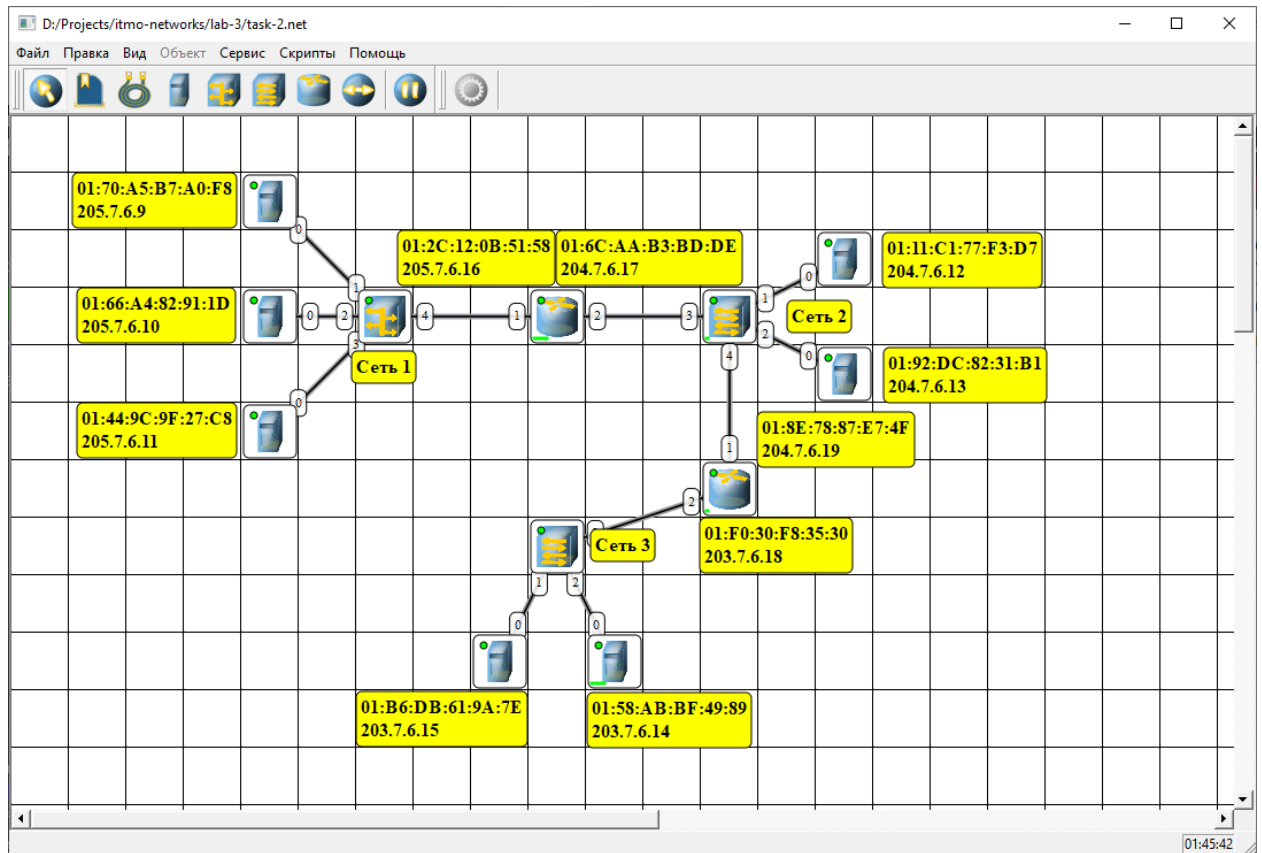 D:/Projects/itmo-networks/lab-3/task-2.net
Файл Правка Вид Объект Сервис Скрипты Помощь
01:70:A5:B7:A0:F8
205.7.6.9
0
01:2C:12:0B:51:58
205.7.6.16
01:6C:AA:B3:BD:DE
204.7.6.17
01:11:C1:77:F3:D7
204.7.6.12
0
1
1
01:66:A4:82:91:1D
205.7.6.10
0
2
4
1
2
3
Сеть 2
2
3
Сеть 1
4
0
01:92:DC:82:31:B1
204.7.6.13
01:44:9C:9F:27:C8
205.7.6.11
0
01:8E:78:87:E7:4F
204.7.6.19
1
2
01:F0:30:F8:35:30
203.7.6.18
Сеть 3
1
2
0
0
01:B6:DB:61:9A:7E
203.7.6.15
01:58:AB:BF:49:89
203.7.6.14
01:45:42